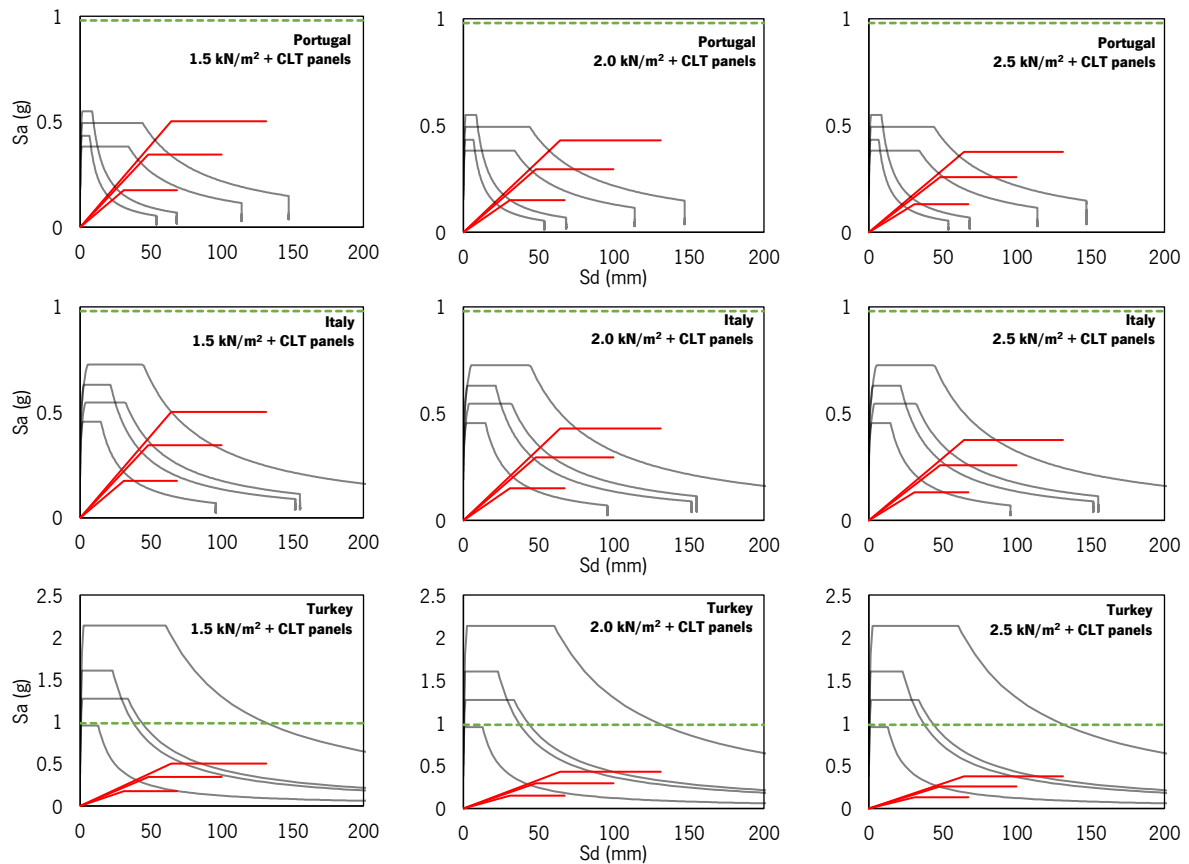 Sa (g)
1
0.5
0
Portugal
1.5 kN/m² + CLT panels
0 50 100 150 200
1
0.5
0
Portugal
2.0 kN/m² + CLT panels
0 50 100 150 200
Sd (mm)
1
0.5
0
Portugal
2.5 kN/m² + CLT panels
0 50 100 150 200
Sa (g)
1
0.5
0
Italy
1.5 kN/m² + CLT panels
0 50 100 150 200
1
0.5
0
Italy
2.0 kN/m² + CLT panels
0 50 100 150 200
Sd (mm)
1
0.5
0
Italy
2.5 kN/m² + CLT panels
0 50 100 150 200
Sa (g)
2.5
2
1.5
1
0.5
0
Turkey
1.5 kN/m² + CLT panels
0 50 100 150 200
2.5
2
1.5
1
0.5
0
Turkey
2.0 kN/m² + CLT panels
0 50 100 150 200
Sd (mm)
2.5
2
1.5
1
0.5
0
Turkey
2.5 kN/m² + CLT panels
0 50 100 150 200